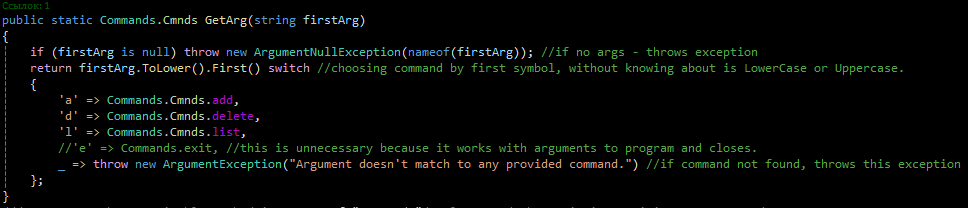 Ссылок: 1
public static Commands.Cmnds GetArg(string firstArg)
{
if (firstArg is null) throw new ArgumentNullException(nameof(firstArg)); //if no args - throws exception
return firstArg.ToLower().First() switch //choosing command by first symbol, without knowing about is LowerCase or Uppercase.
{
'a' => Commands.Cmnds.add,
'd' => Commands.Cmnds.delete,
'l' => Commands.Cmnds.list,
//'e' => Commands.exit, //this is unnecessary because it works with arguments to program and closes.
_ => throw new ArgumentException("Argument doesn't match to any provided command.") //if command not found, throws this exception
};
}